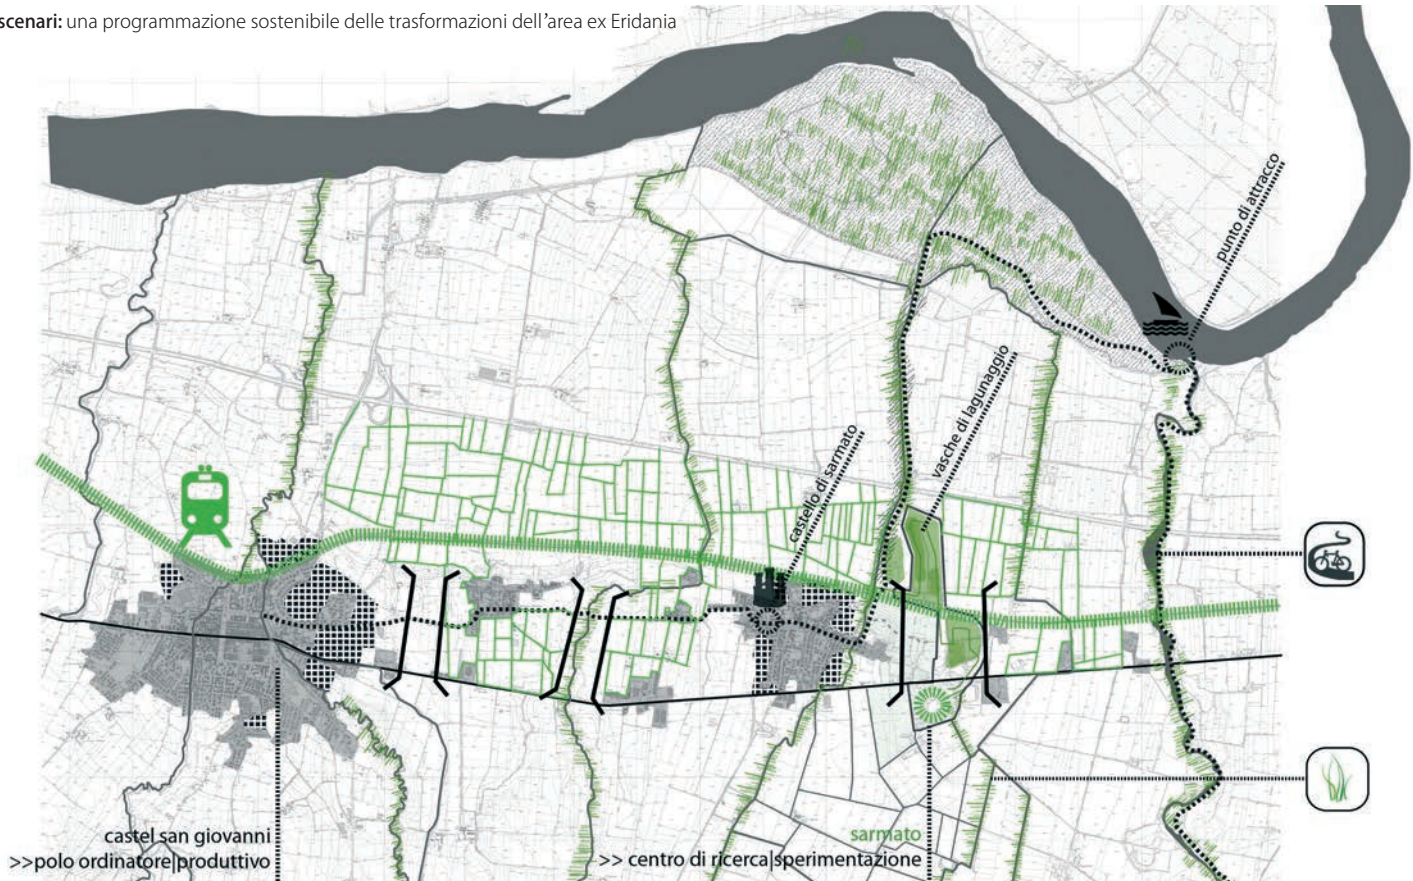 scenari: una programmazione sostenibile delle trasformazioni dell'area ex Eridania
punto di attracco
vasche di lagunaggio
castello di sarmato
castel san giovanni
>>polo ordinatore|produttivo
sarmato
>> centro di ricerca|sperimentazione